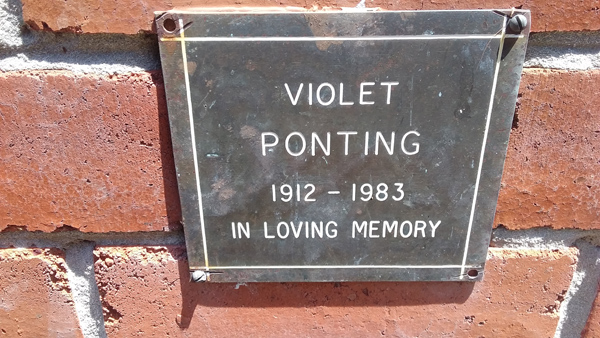 VIOLET
PONTING
1912 - 1983
IN LOVING MEMORY